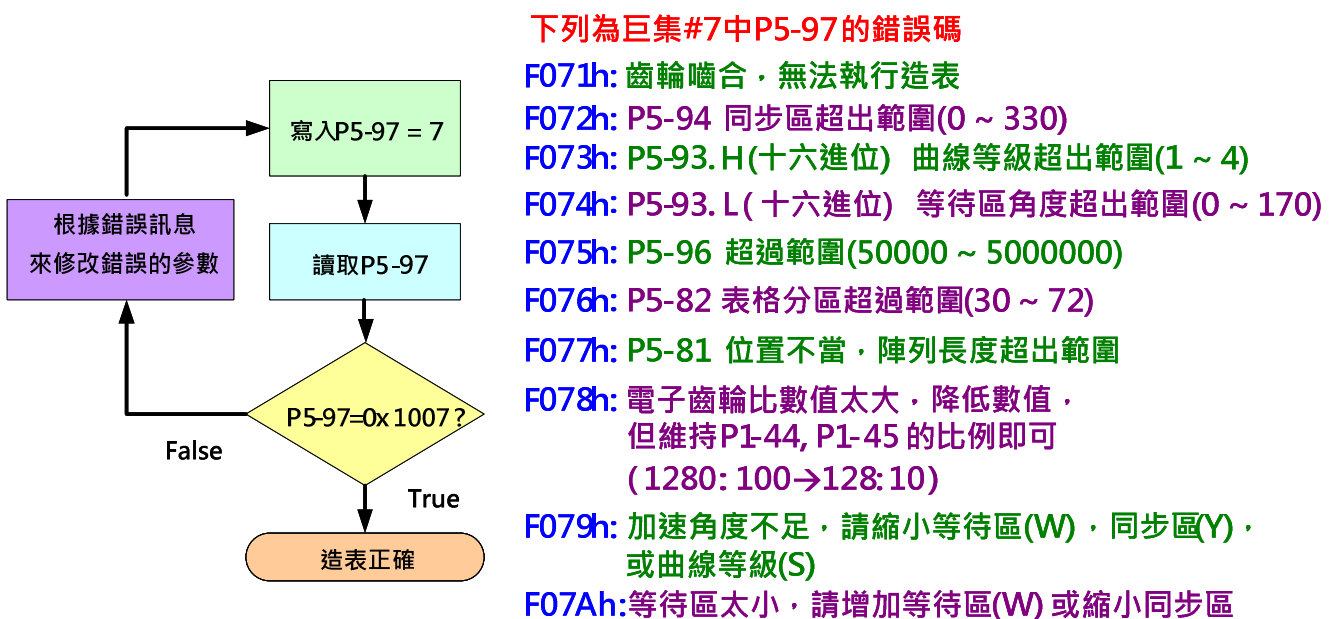 下列為巨集#7中P5-97的錯誤碼
寫入P5-97 = 7
讀取P5-97
P5-97=0x1007?
False
True
造表正確
根據錯誤訊息
來修改錯誤的參數
F071h: 齒輪嚙合，無法執行造表
F072h: P5-94 同步區超出範圍(0 ~ 330)
F073h: P5-93.H(十六進位) 曲線等級超出範圍(1 ~ 4)
F074h: P5-93.L( 十六進位) 等待區角度超出範圍(0 ~ 170)
F075h: P5-96 超過範圍(50000 ~ 5000000)
F076h: P5-82 表格分區超過範圍(30 ~ 72)
F077h: P5-81 位置不當，陣列長度超出範圍
F078h: 電子齒輪比數值太大，降低數值，
但維持P1-44, P1-45 的比例即可
(1280: 100→128:10)
F079h: 加速角度不足，請縮小等待區(W)，同步區(Y)，
或曲線等級(S)
F07Ah:等待區太小，請增加等待區(W) 或縮小同步區